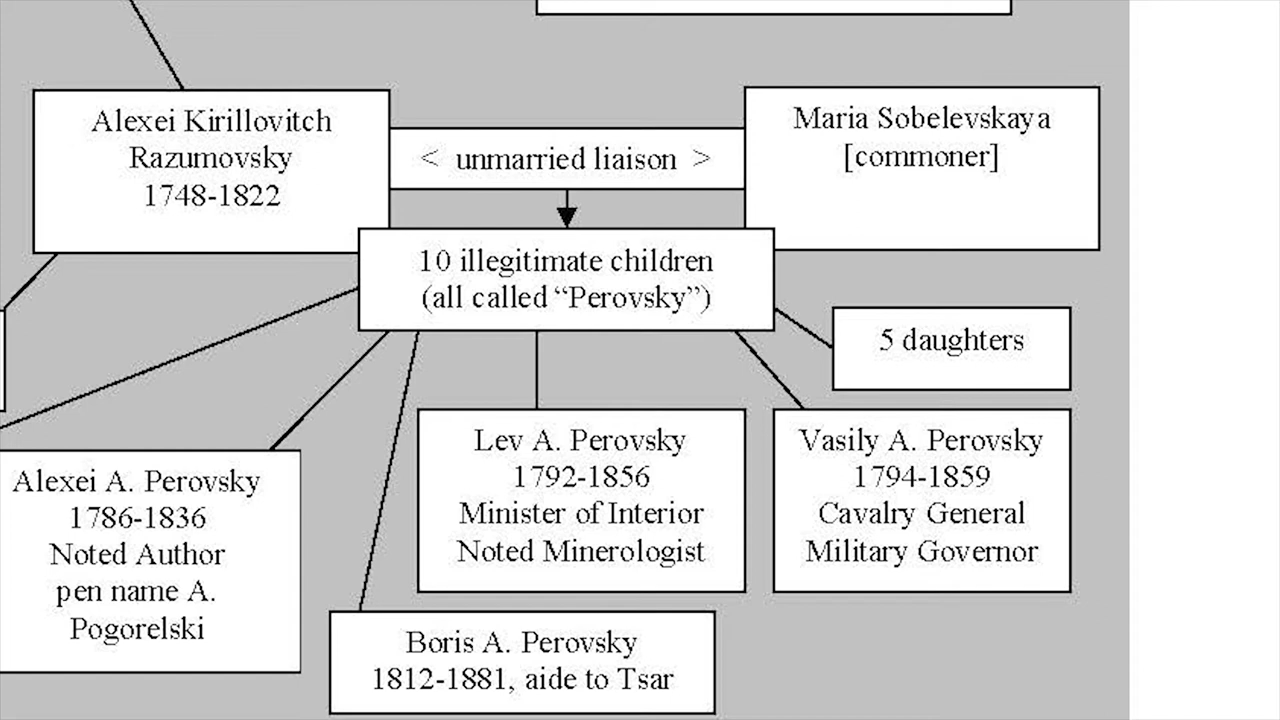 Alexei Kirillovitch
Razumovsky
1748-1822
< unmarried liaison >
Maria Sobelevskaya
[commoner]
10 illegitimate children
(all called “Perovsky”)
5 daughters
Alexei A. Perovsky
1786-1836
Noted Author
pen name A.
Pogorelski
Lev A. Perovsky
1792-1856
Minister of Interior
Noted Minerologist
Vasily A. Perovsky
1794-1859
Cavalry General
Military Governor
Boris A. Perovsky
1812-1881, aide to Tsar